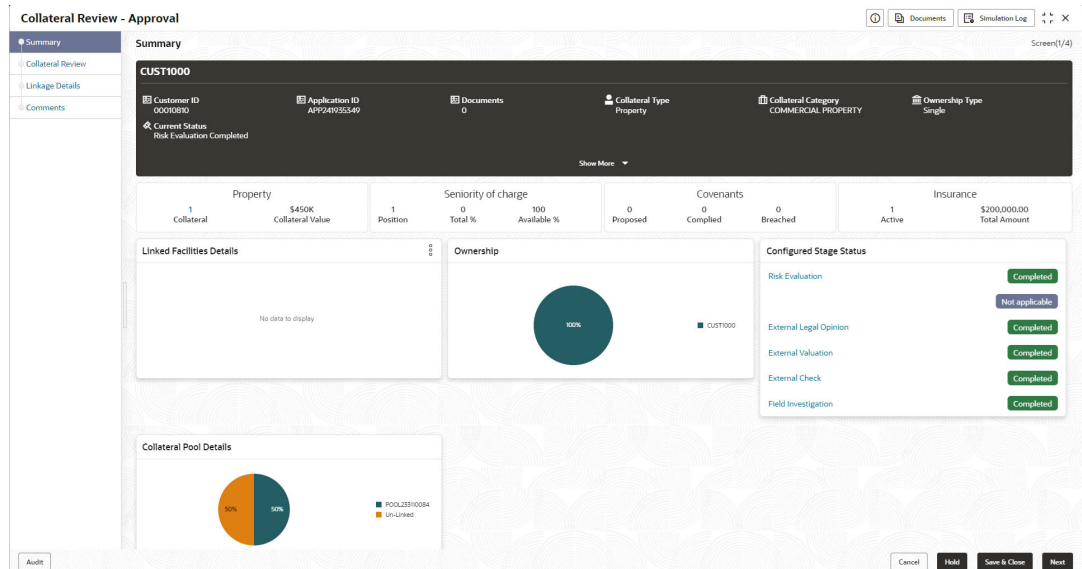 Collateral Review - Approval
Documents
Simulation Log
Summary
Collateral Review
Linkage Details
Comments
Summary
Screen(1/4)
CUST1000
Customer ID
00010810
Application ID
APP241935349
Documents
0
Collateral Type
Property
Collateral Category
COMMERCIAL PROPERTY
Ownership Type
Single
Current Status
Risk Evaluation Completed
Show More
Property
1
Collateral
$450K
Collateral Value
Seniority of charge
1
Position
0
Total %
100
Available %
Covenants
0
Proposed
0
Complied
0
Breached
Insurance
1
Active
$200,000.00
Total Amount
Linked Facilities Details
No data to display
Ownership
100%
CUST1000
Configured Stage Status
Risk Evaluation
Completed
Not applicable
External Legal Opinion
Completed
External Valuation
Completed
External Check
Completed
Field Investigation
Completed
Collateral Pool Details
50%
50%
POOL233110084
Un-Linked
Audit
Cancel
Hold
Save & Close
Next